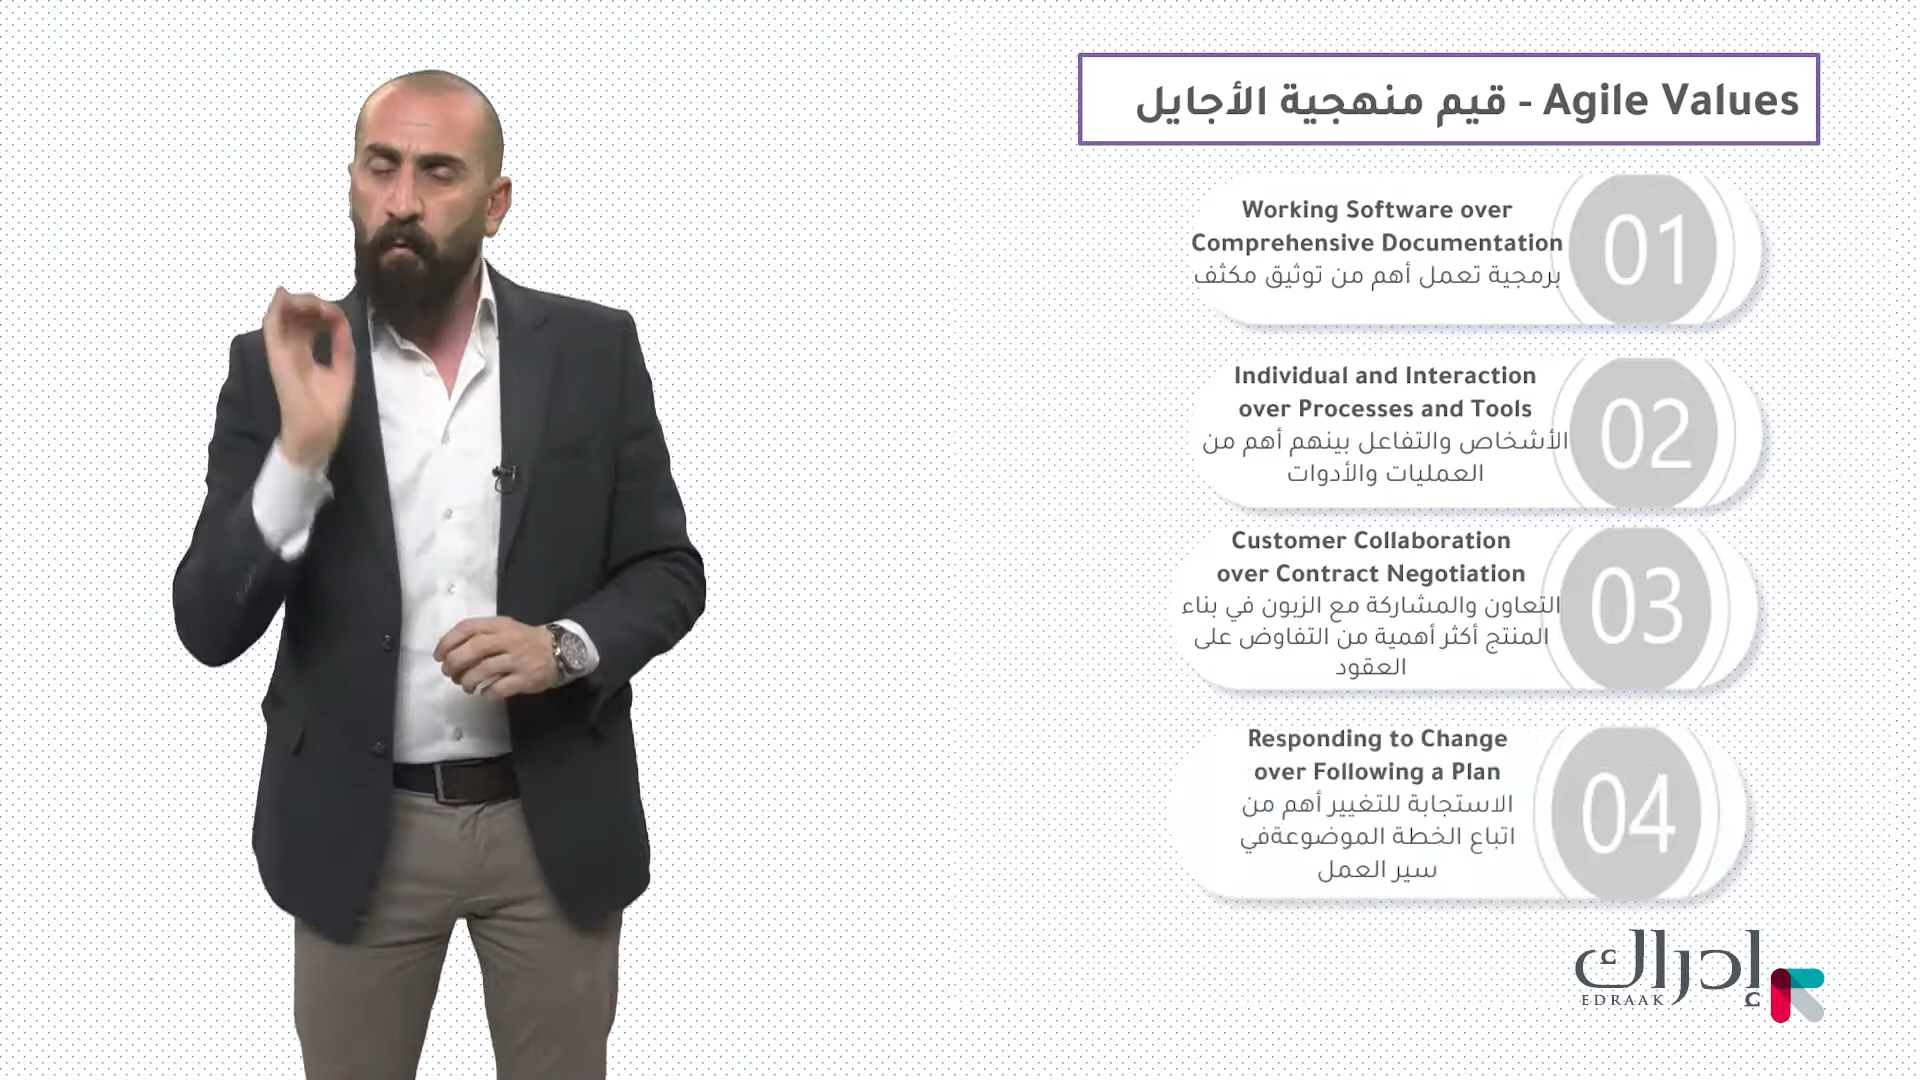 قيم منهجية الأجايل - Agile Values
Working Software over
Comprehensive Documentation
برمجية تعمل أهم من توثيق مكثف
01
Individual and Interaction
over Processes and Tools
الأشخاص والتفاعل بينهم أهم من
العمليات والأدوات
02
Customer Collaboration
over Contract Negotiation
التعاون والمشاركة مع الزبون في بناء
المنتج أكثر أهمية من التفاوض على
العقود
03
Responding to Change
over Following a Plan
الاستجابة للتغيير أهم من
اتباع الخطة الموضوعةفي
سير العمل
04
إدراك
EDRAAK